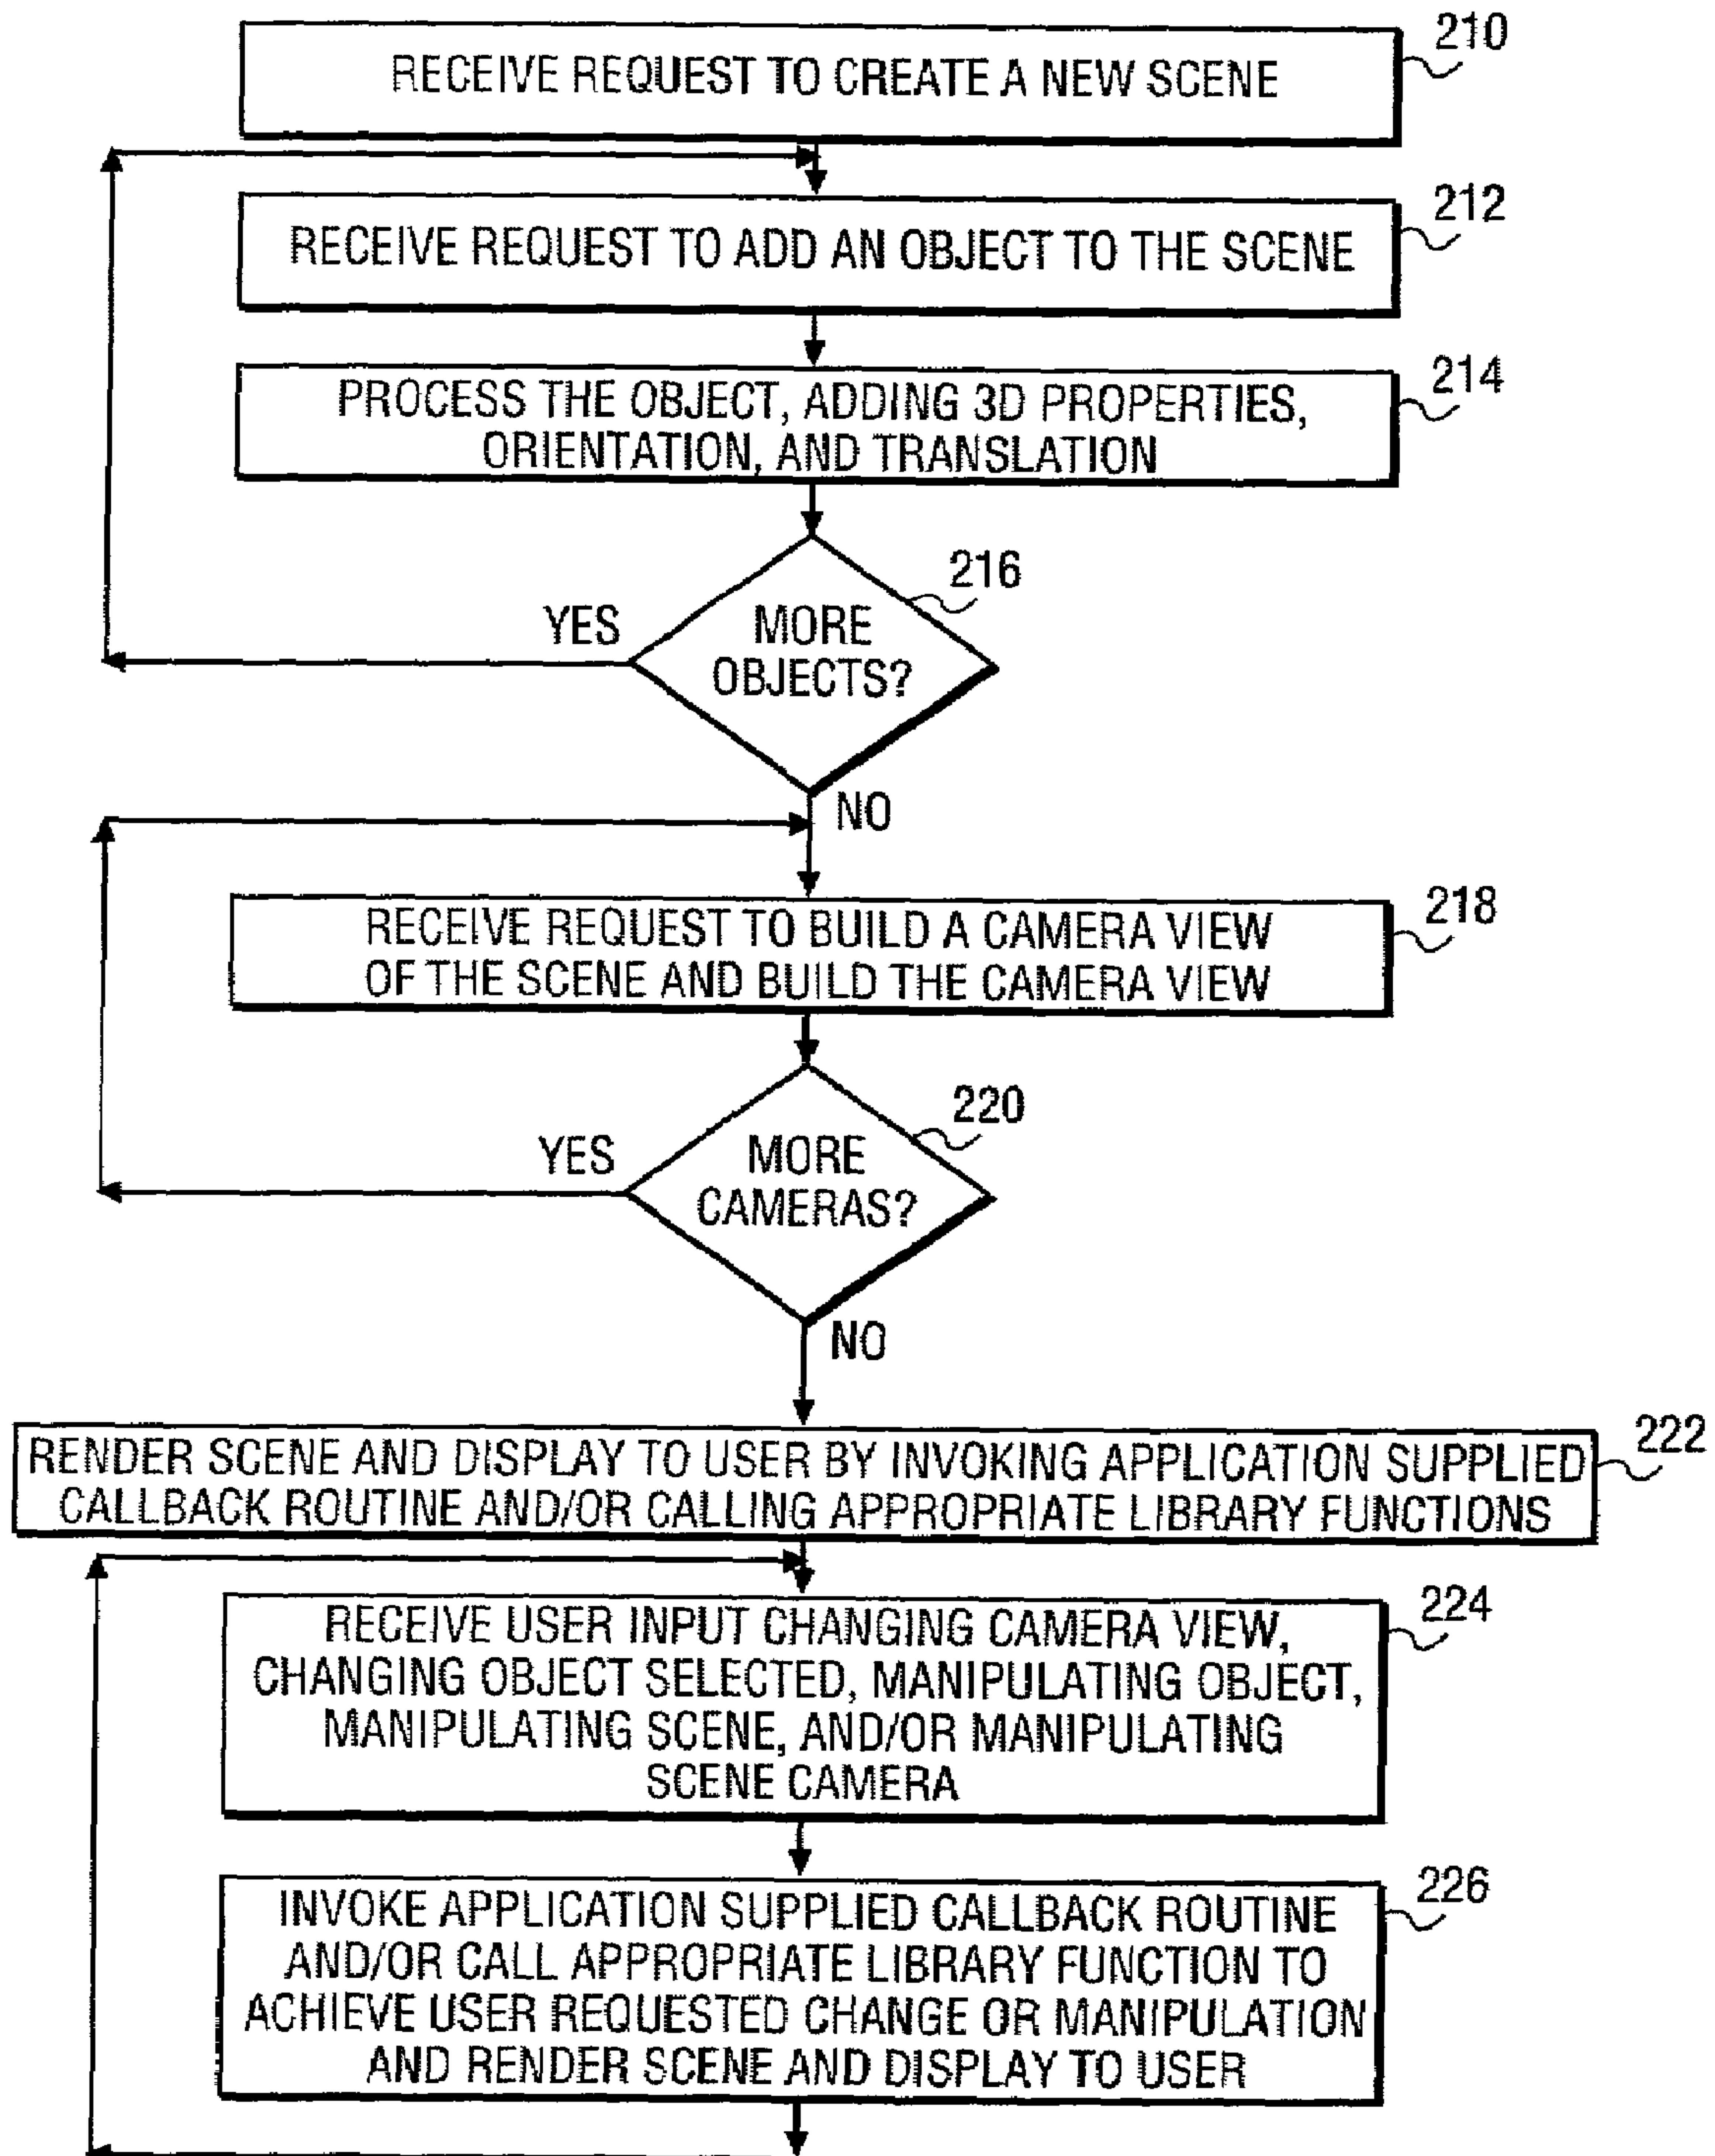 210
RECEIVE REQUEST TO CREATE A NEW SCENE
212
RECEIVE REQUEST TO ADD AN OBJECT TO THE SCENE
214
PROCESS THE OBJECT, ADDING 3D PROPERTIES,
ORIENTATION, AND TRANSLATION
216
YES
MORE
OBJECTS?
NO
218
RECEIVE REQUEST TO BUILD A CAMERA VIEW
OF THE SCENE AND BUILD THE CAMERA VIEW
220
YES
MORE
CAMERAS?
NO
222
RENDER SCENE AND DISPLAY TO USER BY INVOKING APPLICATION SUPPLIED
CALLBACK ROUTINE AND/OR CALLING APPROPRIATE LIBRARY FUNCTIONS
224
RECEIVE USER INPUT CHANGING CAMERA VIEW,
CHANGING OBJECT SELECTED, MANIPULATING OBJECT,
MANIPULATING SCENE, AND/OR MANIPULATING
SCENE CAMERA
226
INVOKE APPLICATION SUPPLIED CALLBACK ROUTINE
AND/OR CALL APPROPRIATE LIBRARY FUNCTION TO
ACHIEVE USER REQUESTED CHANGE OR MANIPULATION
AND RENDER SCENE AND DISPLAY TO USER